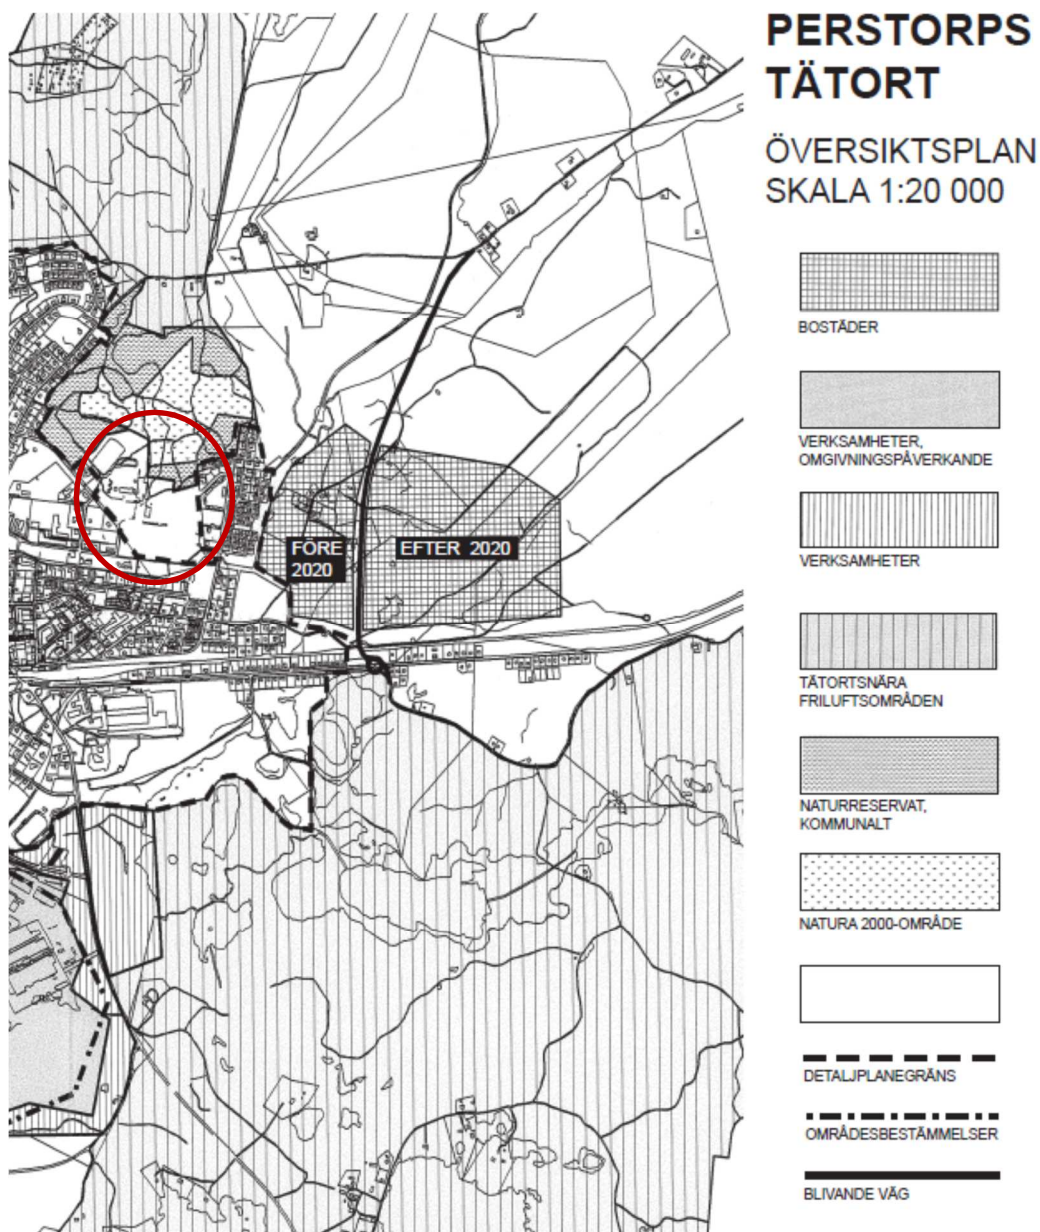 PERSTORPS
TÄTORT
ÖVERSIKTSPLAN
SKALA 1:20 000
BOSTÄDER
VERKSAMHETER,
OMGIVNINGSPÅVERKANDE
VERKSAMHETER
TÄTORTSNÄRA
FRILUFTSOMRÅDEN
NATURRESERVAT,
KOMMUNALT
NATURA 2000-OMRÅDE
DETALJPLANEGRÄNS
OMRÅDESBESTÄMMELSER
BLIVANDE VÄG
FÖRE
2020
EFTER 2020